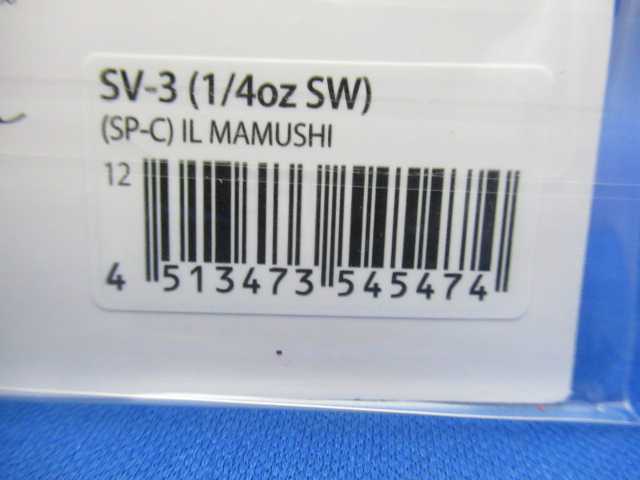 SV-3 (1/4oz SW)
(SP-C) IL MAMUSHI
12
4 513473 545474